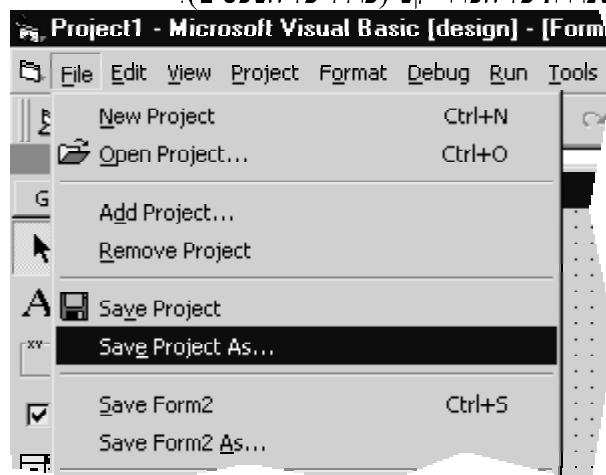 Project1 - Microsoft Visual Basic [design] - [Form
File Edit View Project Format Debug Run Tools
New Project Ctrl+N
Open Project... Ctrl+O
Add Project...
Remove Project
Save Project
Save Project As...
Save Form2 Ctrl+S
Save Form2 As...
G
A
XY